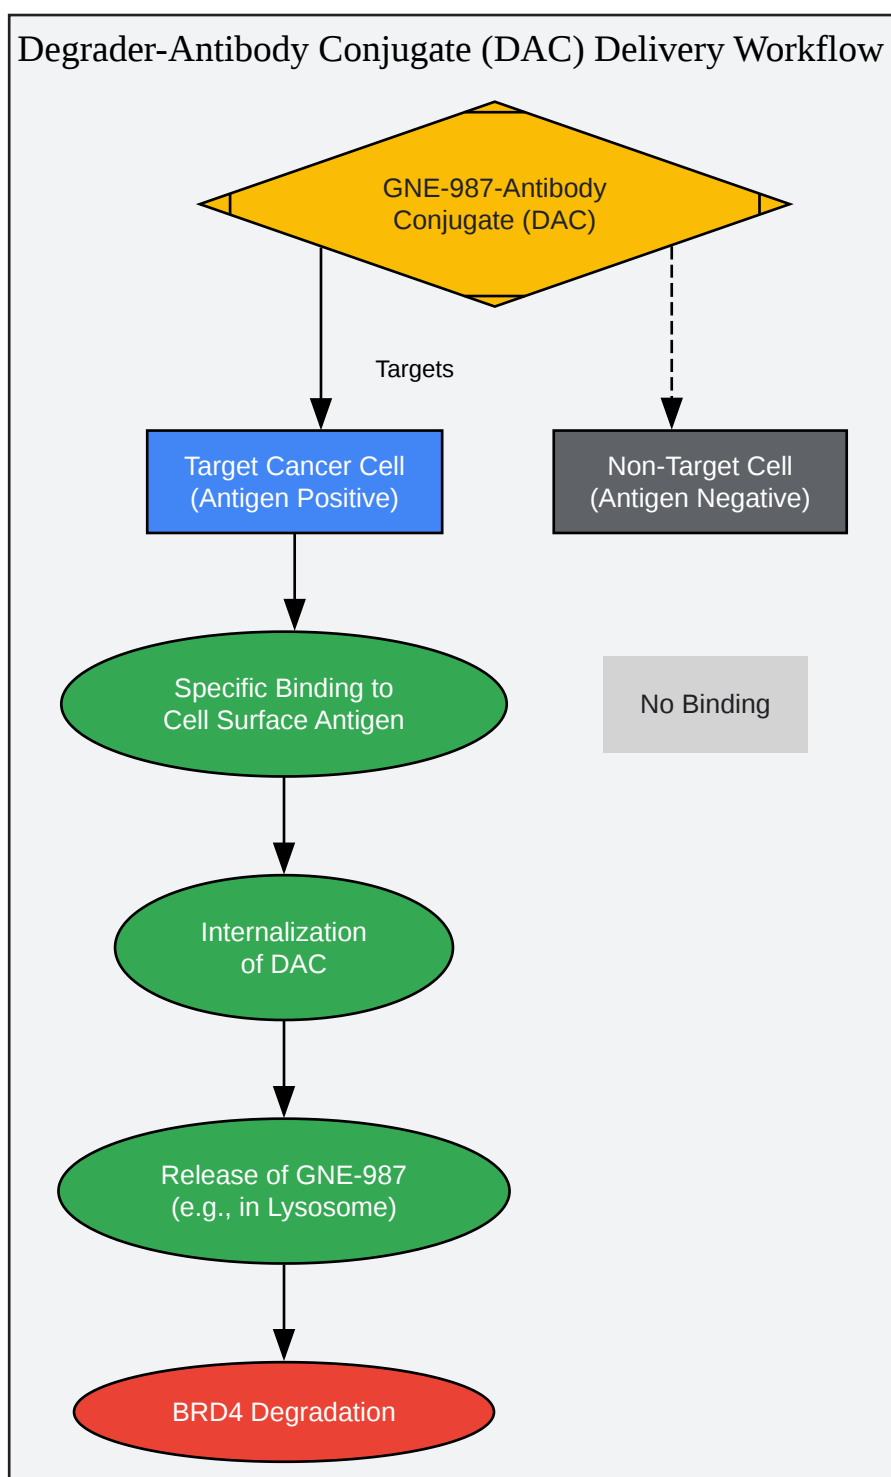 Degrader-Antibody Conjugate (DAC) Delivery Workflow
GNE-987-Antibody
Conjugate (DAC)
Targets
Target Cancer Cell
(Antigen Positive)
Non-Target Cell
(Antigen Negative)
Specific Binding to
Cell Surface Antigen
No Binding
Internalization
of DAC
Release of GNE-987
(e.g., in Lysosome)
BRD4 Degradation